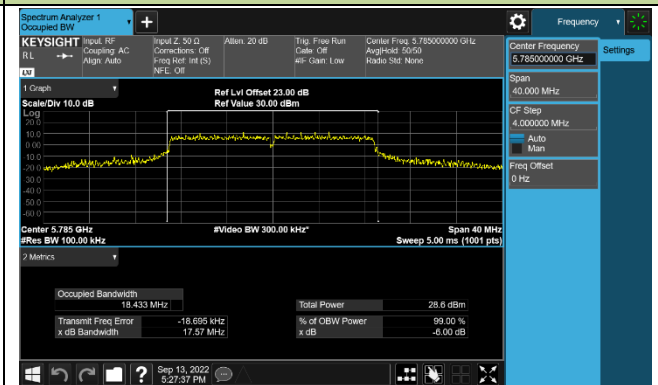 Spectrum Analyzer 1
Occupied BW
+
Frequency
KEYSIGHT
RL
Input: RF
Coupling: AC
Align: Auto
Input Z: 50 Ω
Corrections: Off
Freq Ref: Int (S)
NFE: Off
Atten: 20 dB
Trig: Free Run
Gate: Off
#IF Gain: Low
Center Freq: 5.785000000 GHz
Avg|Hold: 50/50
Radio Std: None
Center Frequency
5.785000000 GHz
Settings
Span
40.000 MHz
CF Step
4.000000 MHz
Auto
Man
Freq Offset
0 Hz
1 Graph
Scale/Div 10.0 dB
Ref Lvl Offset 23.00 dB
Ref Value 30.00 dBm
Log
20.0
10.0
0.00
-10.0
-20.0
-30.0
-40.0
-50.0
-60.0
Center 5.785 GHz
#Video BW 300.00 kHz*
Span 40 MHz
#Res BW 100.00 kHz
Sweep 5.00 ms (1001 pts)
2 Metrics
Occupied Bandwidth
18.433 MHz
Total Power 28.6 dBm
Transmit Freq Error -18.695 kHz
% of OBW Power 99.00 %
x dB Bandwidth 17.57 MHz
x dB -6.00 dB
?
Sep 13, 2022
5:27:37 PM